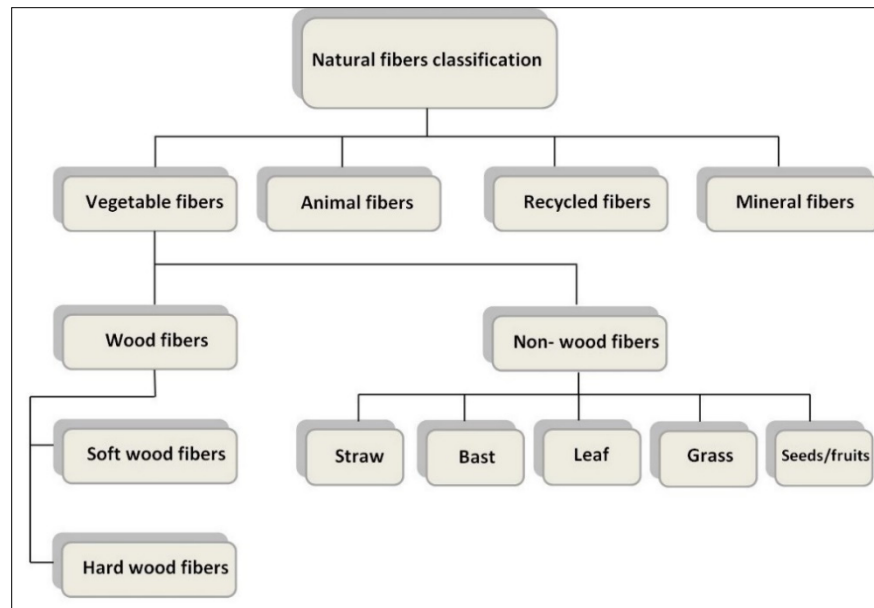 Natural fibers classification
Vegetable fibers
Animal fibers
Recycled fibers
Mineral fibers
Wood fibers
Non- wood fibers
Soft wood fibers
Straw
Bast
Leaf
Grass
Seeds/fruits
Hard wood fibers